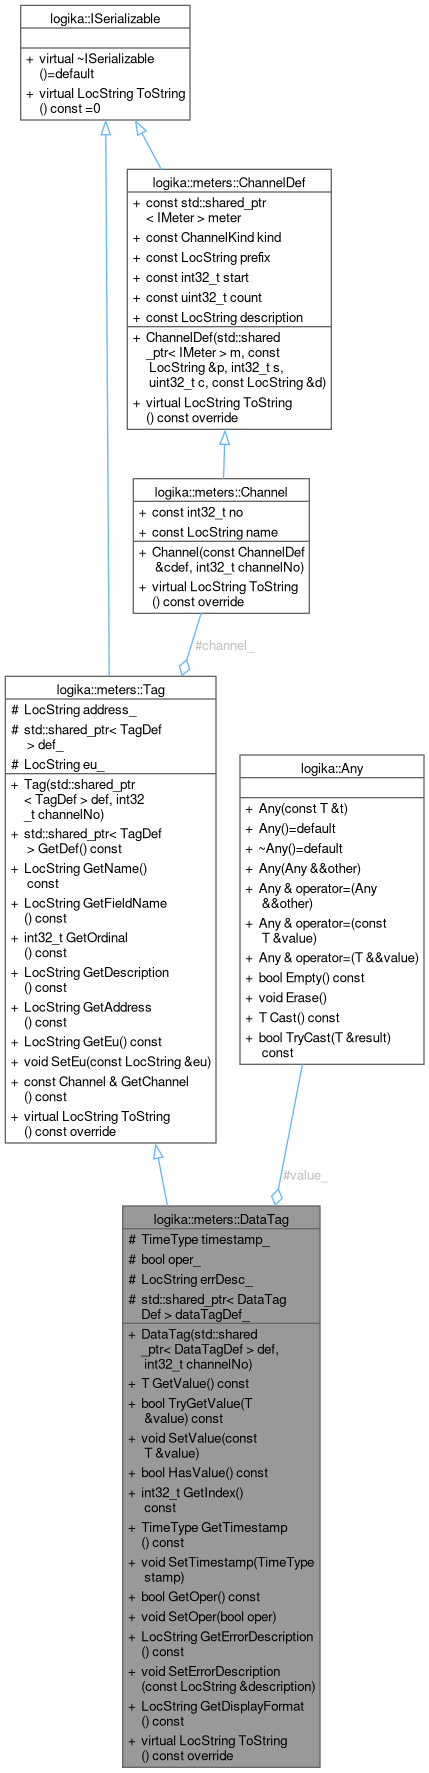 logika::ISerializable
+ virtual ~ISerializable
()=default
+ virtual LocString ToString
() const =0
logika::meters::ChannelDef
+ const std::shared_ptr
< IMeter > meter
+ const ChannelKind kind
+ const LocString prefix
+ const int32_t start
+ const uint32_t count
+ const LocString description
+ ChannelDef(std::shared
_ptr< IMeter > m, const
LocString &p, int32_t s,
uint32_t c, const LocString &d)
+ virtual LocString ToString
() const override
logika::meters::Channel
+ const int32_t no
+ const LocString name
+ Channel(const ChannelDef
&cdef, int32_t channelNo)
+ virtual LocString ToString
() const override
#channel_
logika::meters::Tag
# LocString address_
# std::shared_ptr< TagDef
> def_
# LocString eu_
+ Tag(std::shared_ptr
< TagDef > def, int32
_t channelNo)
+ std::shared_ptr< TagDef
> GetDef() const
+ LocString GetName()
const
+ LocString GetFieldName
() const
+ int32_t GetOrdinal
() const
+ LocString GetDescription
() const
+ LocString GetAddress
() const
+ LocString GetEu() const
+ void SetEu(const LocString &eu)
+ const Channel & GetChannel
() const
+ virtual LocString ToString
() const override
logika::Any
+ Any(const T &t)
+ Any()=default
+ ~Any()=default
+ Any(Any &&other)
+ Any & operator=(Any
&&other)
+ Any & operator=(const
T &value)
+ Any & operator=(T &&value)
+ bool Empty() const
+ void Erase()
+ T Cast() const
+ bool TryCast(T &result)
const
#value_
logika::meters::DataTag
# TimeType timestamp_
# bool oper_
# LocString errDesc_
# std::shared_ptr< DataTag
Def > dataTagDef_
+ DataTag(std::shared
_ptr< DataTagDef > def,
int32_t channelNo)
+ T GetValue() const
+ bool TryGetValue(T
&value) const
+ void SetValue(const
T &value)
+ bool HasValue() const
+ int32_t GetIndex()
const
+ TimeType GetTimestamp
() const
+ void SetTimestamp(TimeType
stamp)
+ bool GetOper() const
+ void SetOper(bool oper)
+ LocString GetErrorDescription
() const
+ void SetErrorDescription
(const LocString &description)
+ LocString GetDisplayFormat
() const
+ virtual LocString ToString
() const override